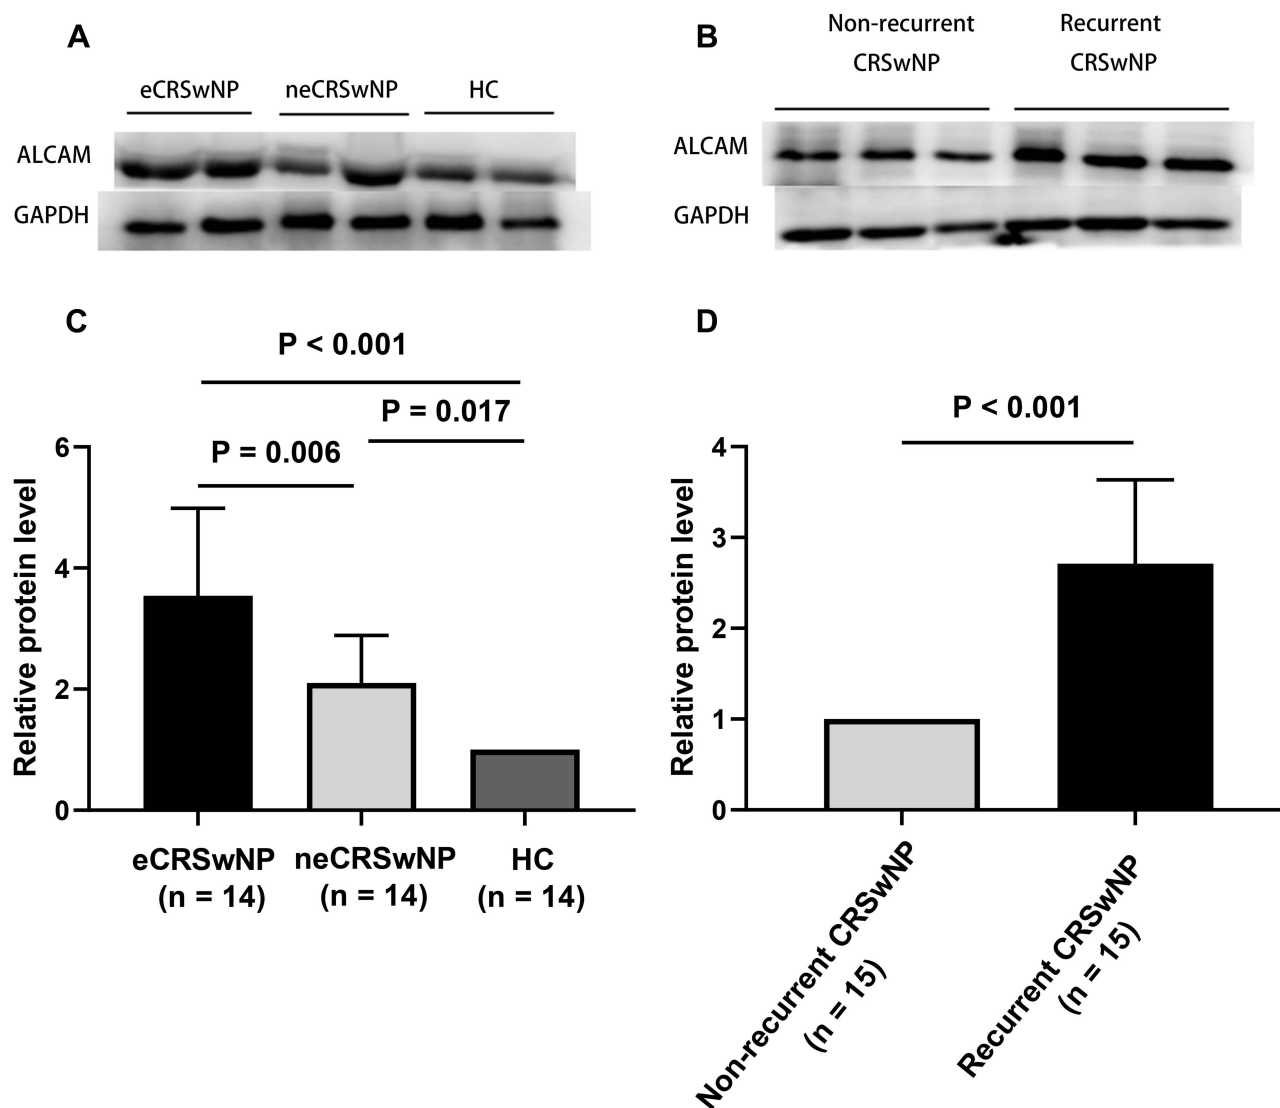 A
eCRSwNP neCRSwNP HC
ALCAM
GAPDH
B
Non-recurrent CRSwNP
Recurrent CRSwNP
ALCAM
GAPDH
C
P < 0.001
P = 0.017
P = 0.006
Relative protein level
6
4
2
0
eCRSwNP (n = 14)
neCRSwNP (n = 14)
HC (n = 14)
D
P < 0.001
Relative protein level
4
3
2
1
0
Non-recurrent CRSwNP (n = 15)
Recurrent CRSwNP (n = 15)